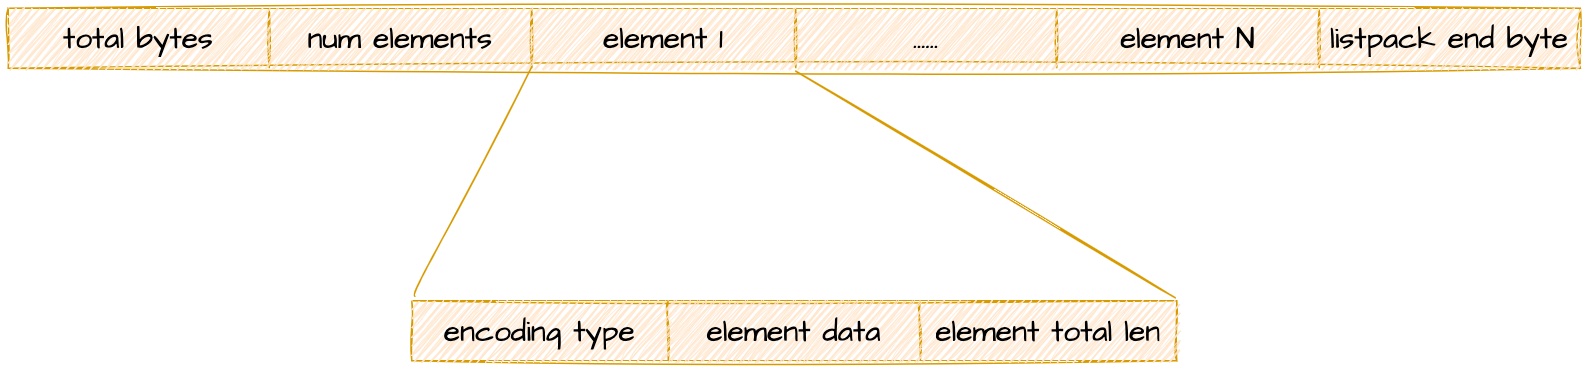 total bytes num elements element 1 ...... element N listpack end byte
encoding type element data element total len